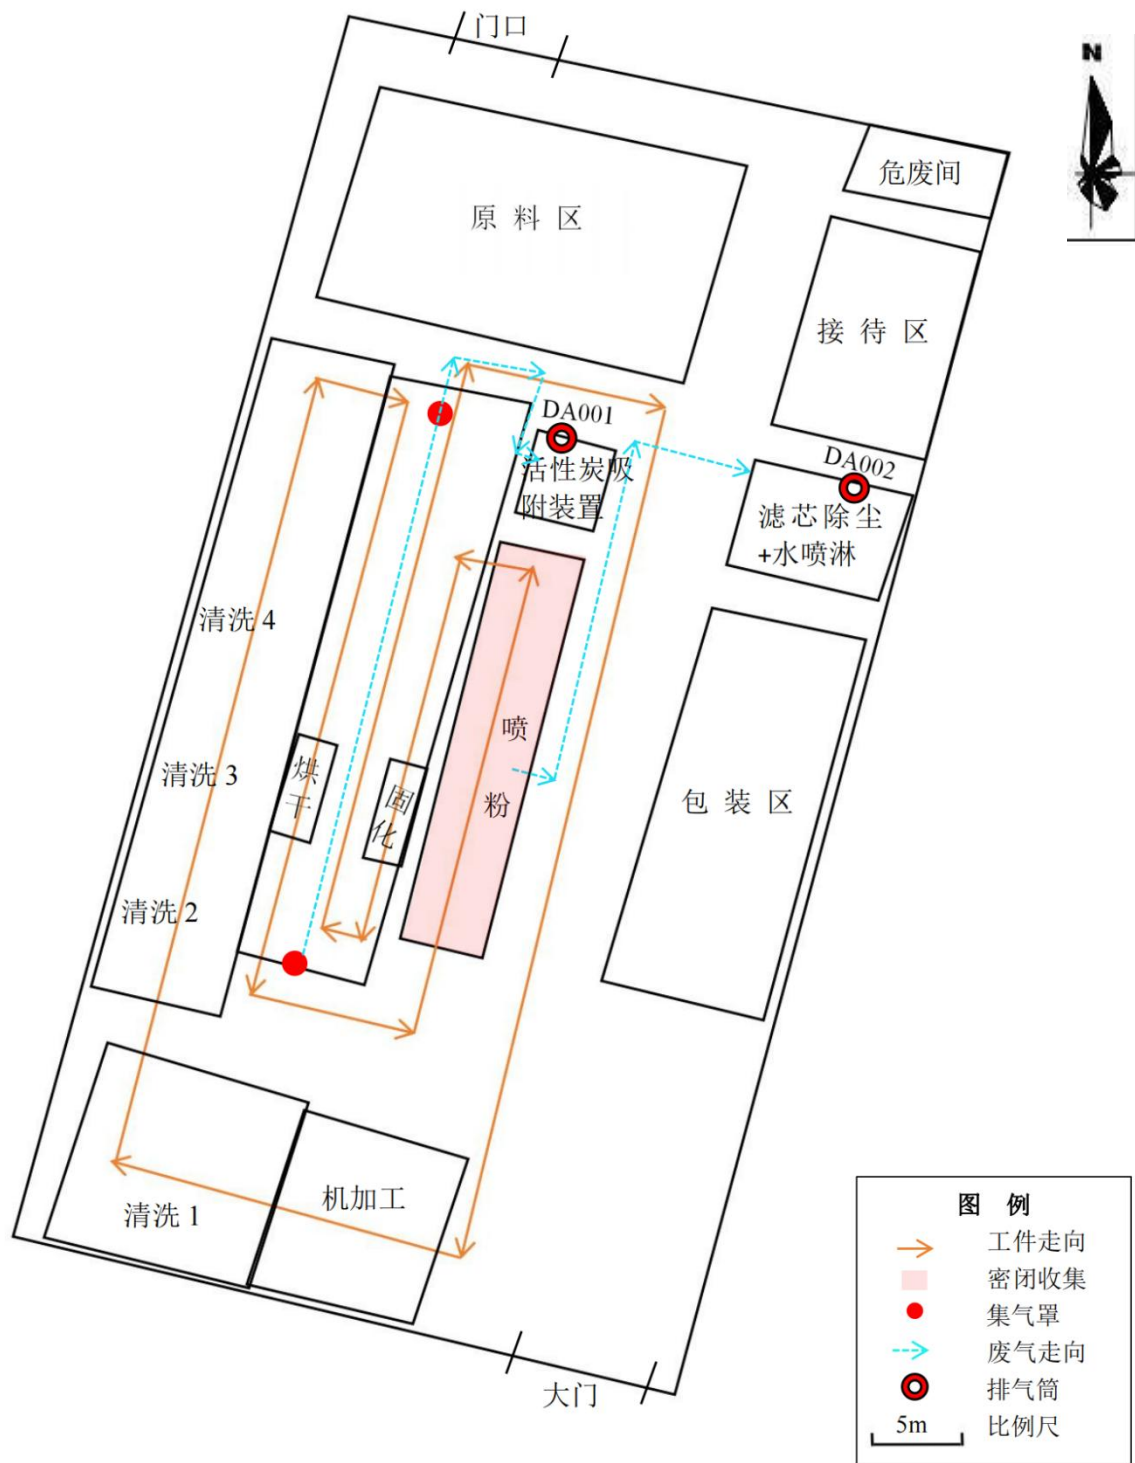 门口
N
危废间
原料区
接待区
DA001
活性炭吸
附装置
DA002
滤芯除尘
+水喷淋
清洗 4
喷
粉
清洗 3
烘
干
固
化
包装区
清洗 2
清洗 1
机加工
大门
图 例
工件走向
密闭收集
集气罩
废气走向
排气筒
5m 比例尺